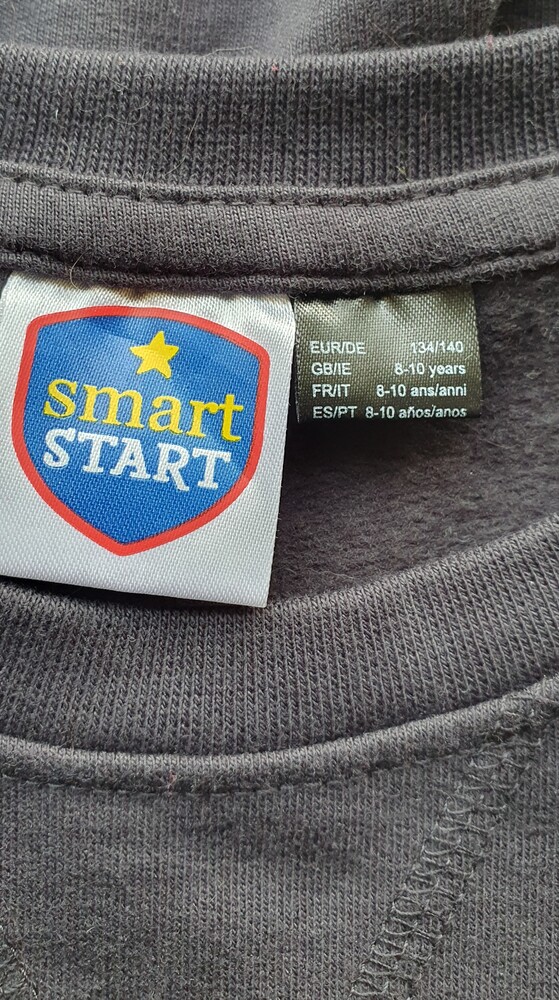 smart
START
EUR/DE 134/140
GB/IE 8-10 years
FR/IT 8-10 ans/anni
ES/PT 8-10 años/anos